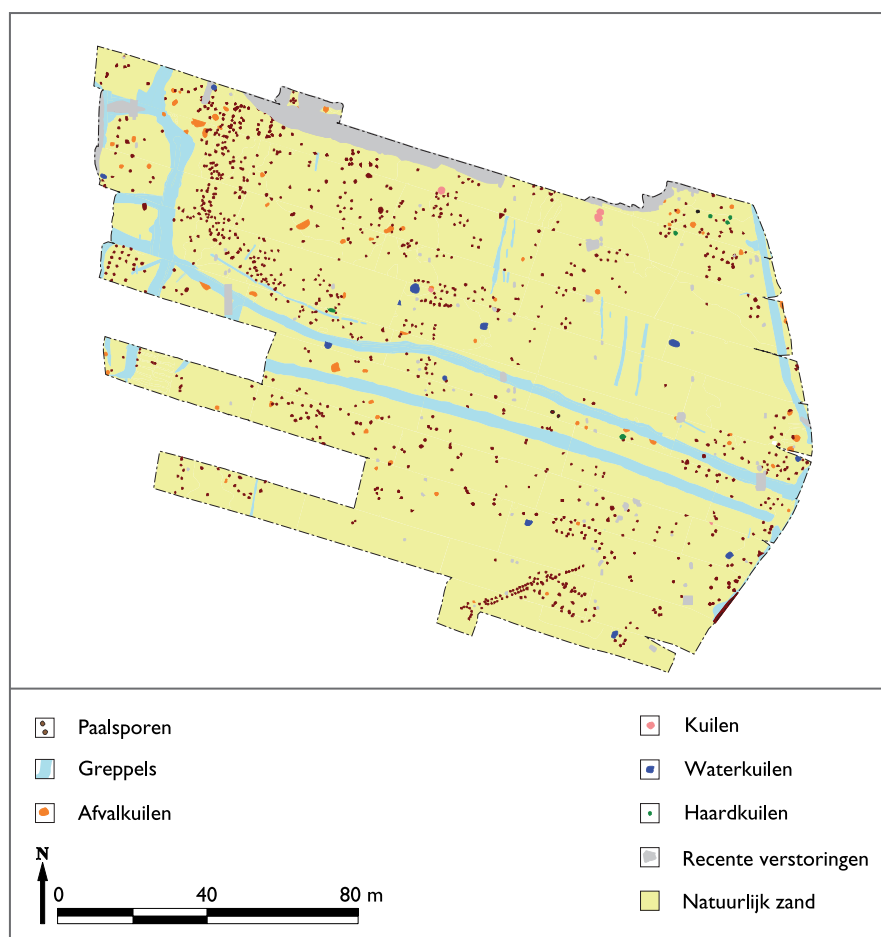 Paalsporen
Greppels
Afvalkuilen
Kuilen
Waterkuilen
Haardkuilen
Recente verstoringen
Natuurlijk zand
N
0 40 80 m